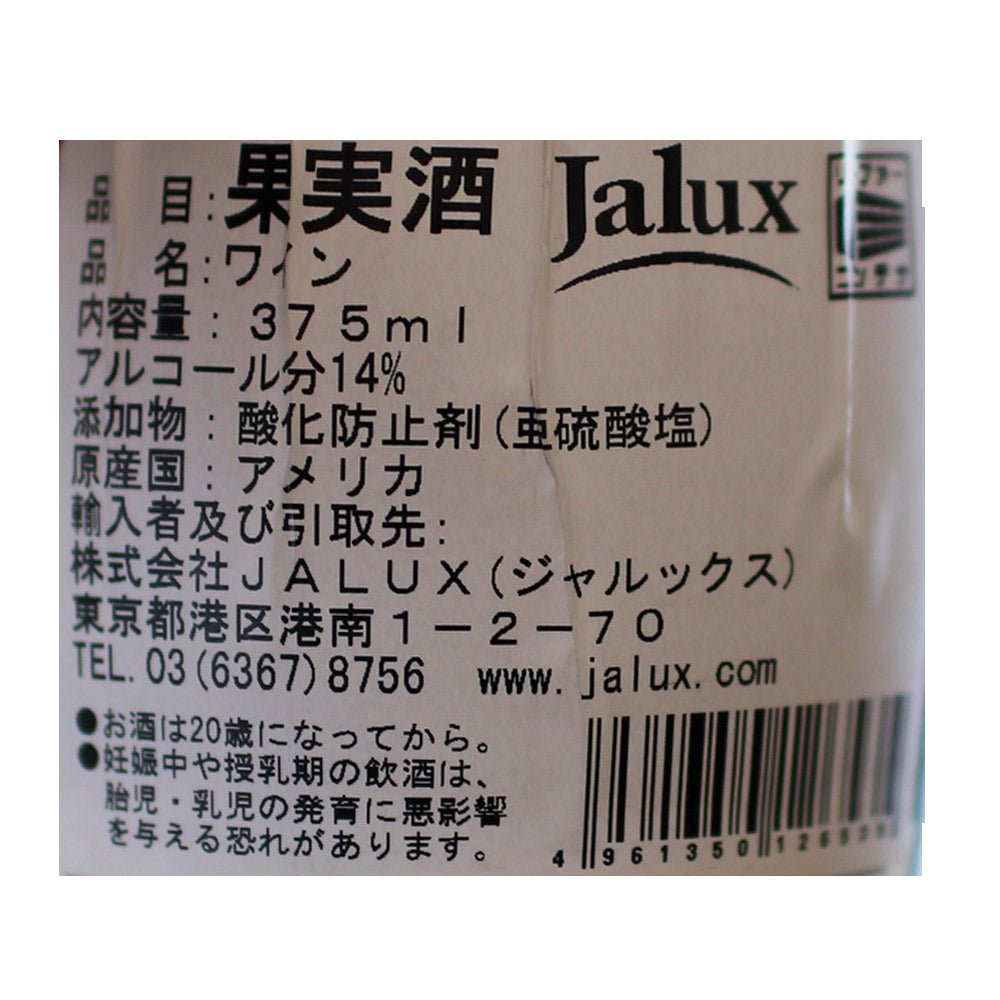 品 目:果実酒
Jalux
品 名:ワイン
内容量:375ml
アルコール分14%
添加物:酸化防止剤(亜硫酸塩)
原産国:アメリカ
輸入者及び引取先:
株式会社JALUX(ジャルックス)
東京都港区港南1-2-70
TEL. 03(6367)8756 www.jalux.com
●お酒は20歳になってから。
●妊娠中や授乳期の飲酒は、
胎児・乳児の発育に悪影響
を与える恐れがあります。
4 961350